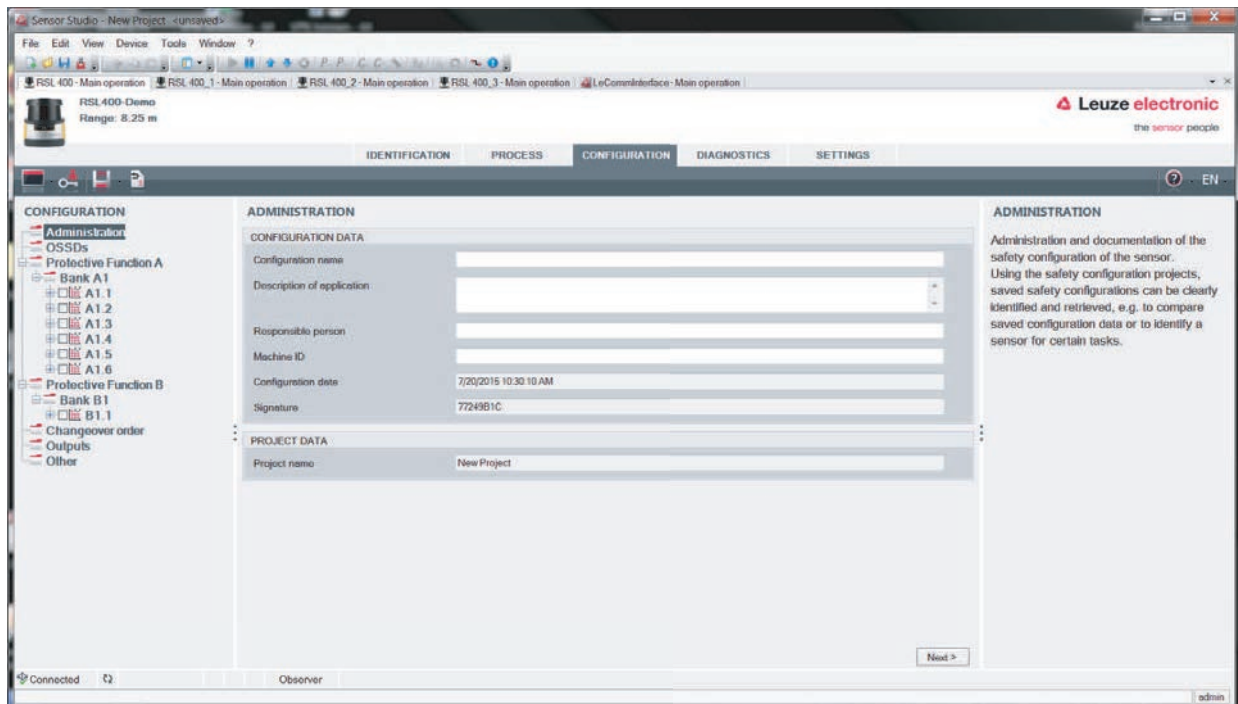 Sensor Studio - New Project <unsaved>
File Edit View Device Tools Window ?
RSL 400 - Main operation RSL 400_1 - Main operation RSL 400_2 - Main operation RSL 400_3 - Main operation LeCommInterface - Main operation
RSL400-Demo
Range: 8.25 m
Leuze electronic
the sensor people
IDENTIFICATION PROCESS CONFIGURATION DIAGNOSTICS SETTINGS
EN
CONFIGURATION
Administration
OSSDs
Protective Function A
Bank A1
A1.1
A1.2
A1.3
A1.4
A1.5
A1.6
Protective Function B
Bank B1
B1.1
Changeover order
Outputs
Other
ADMINISTRATION
CONFIGURATION DATA
Configuration name
Description of application
Responsible person
Machine ID
Configuration date 7/20/2015 10:30:10 AM
Signature 77249B1C
PROJECT DATA
Project name New Project
Next >
ADMINISTRATION
Administration and documentation of the
safety configuration of the sensor.
Using the safety configuration projects,
saved safety configurations can be clearly
identified and retrieved, e.g. to compare
saved configuration data or to identify a
sensor for certain tasks.
Connected Observer
admin